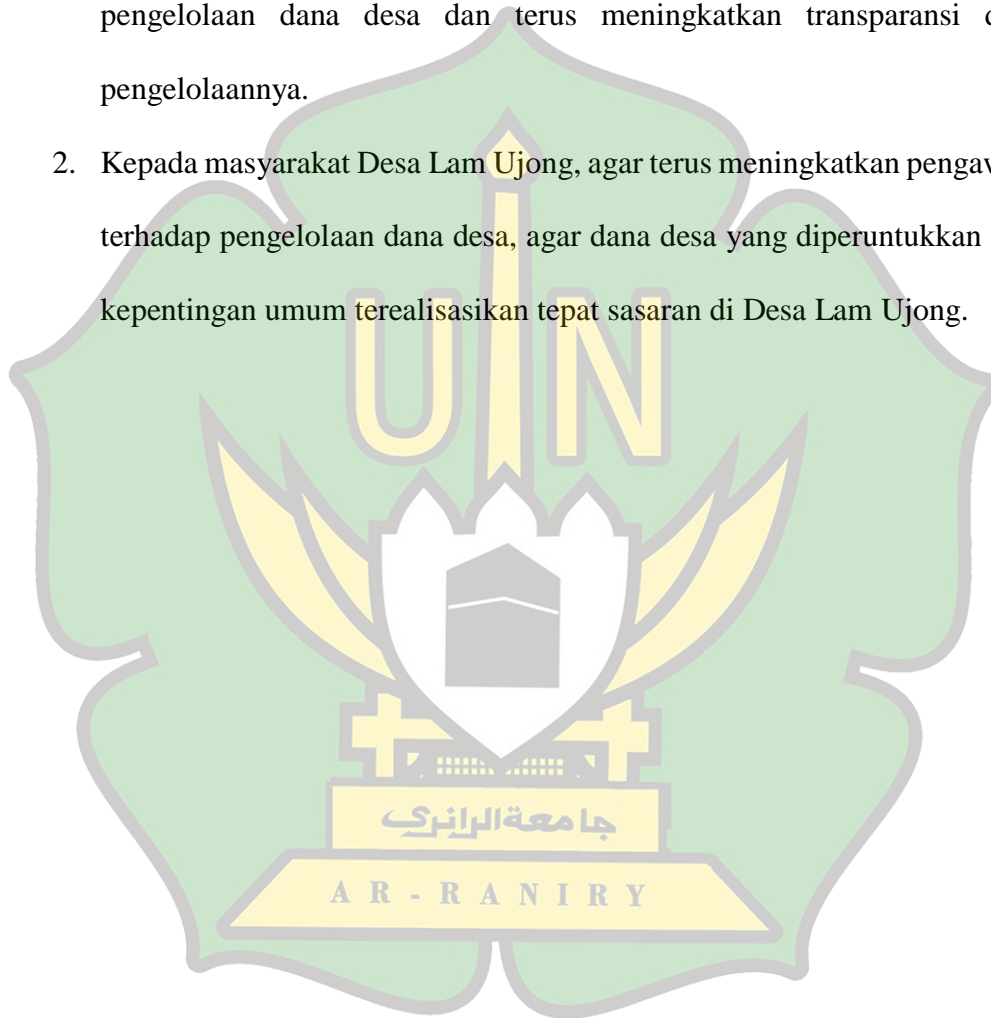 pengelolaan dana desa dan terus meningkatkan transparansi
pengelolaannya.
2. Kepada masyarakat Desa Lam Ujong, agar terus meningkatkan
terhadap pengelolaan dana desa, agar dana desa yang diperuntukkan
kepentingan umum terealisasikan tepat sasaran di Desa Lam Ujong.
UIN
جامعة الرانري
AR-RANIRY